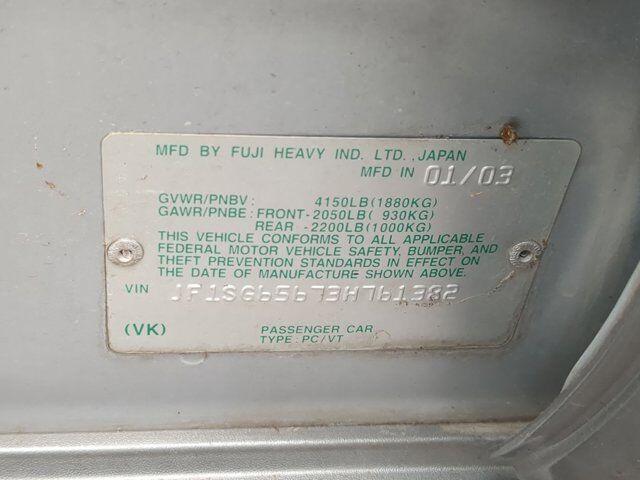 MFD BY FUJI HEAVY IND. LTD., JAPAN
MFD IN 01/03
GVWR/PNBV: 4150LB(1880KG)
GAWR/PNBE: FRONT-2050LB( 930KG)
REAR -2200LB(1000KG)
THIS VEHICLE CONFORMS TO ALL APPLICABLE
FEDERAL MOTOR VEHICLE SAFETY, BUMPER, AND
THEFT PREVENTION STANDARDS IN EFFECT ON
THE DATE OF MANUFACTURE SHOWN ABOVE.
VIN JF1SG65673H761382
(VK) PASSENGER CAR
TYPE: PC/VT